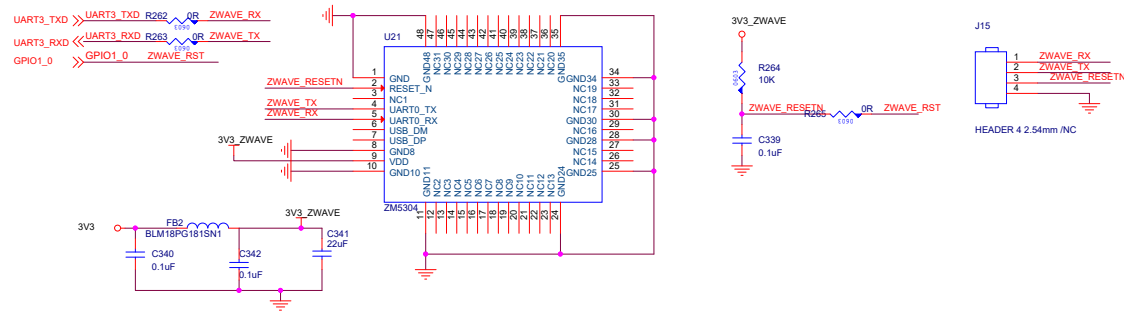 UART3_TXD
UART3_TXD
R262
0R
ZWAVE_RX
0603
UART3_RXD
UART3_RXD
R263
0R
ZWAVE_TX
0603
GPIO1_0
GPIO1_0
ZWAVE_RST
48 47 46 45 44 43 42 41 40 39 38 37 36 35
U21
GND48 NC31 NC30 NC29 NC28 NC27 NC26 NC25 NC24 NC23 NC22 NC21 NC20 GND35
1 GND
ZWAVE_RESETN 2 RESET_N
3 NC1
ZWAVE_TX 4 UART0_TX
ZWAVE_RX 5 UART0_RX
6 USB_DM
7 USB_DP
3V3_ZWAVE
8 GND8
9 VDD
10 GND10
GND34 34
NC19 33
NC18 32
NC17 31
GND30 30
NC16 29
GND28 28
NC15 27
NC14 26
GND25 25
GND11 NC2 NC3 NC4 NC5 NC6 NC7 NC8 NC9 NC10 NC11 NC12 NC13 GND24
ZM5304
11 12 13 14 15 16 17 18 19 20 21 22 23 24
3V3_ZWAVE
R264
10K
0603
ZWAVE_RESETN
R265
0R
ZWAVE_RST
0603
C339
0.1uF
J15
1 ZWAVE_RX
2 ZWAVE_TX
3 ZWAVE_RESETN
4
HEADER 4 2.54mm /NC
3V3
FB2
BLM18PG181SN1
3V3_ZWAVE
C340
0.1uF
C342
0.1uF
C341
22uF